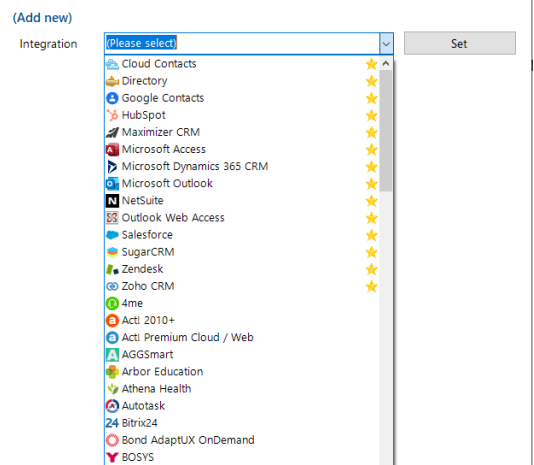 (Add new)
Integration (Please select) Set
Cloud Contacts
Directory
Google Contacts
HubSpot
Maximizer CRM
Microsoft Access
Microsoft Dynamics 365 CRM
Microsoft Outlook
NetSuite
Outlook Web Access
Salesforce
SugarCRM
Zendesk
Zoho CRM
4me
Act! 2010+
Act! Premium Cloud / Web
AGGSmart
Arbor Education
Athena Health
Autotask
24 Bitrix24
Bond AdaptUX OnDemand
BOSYS